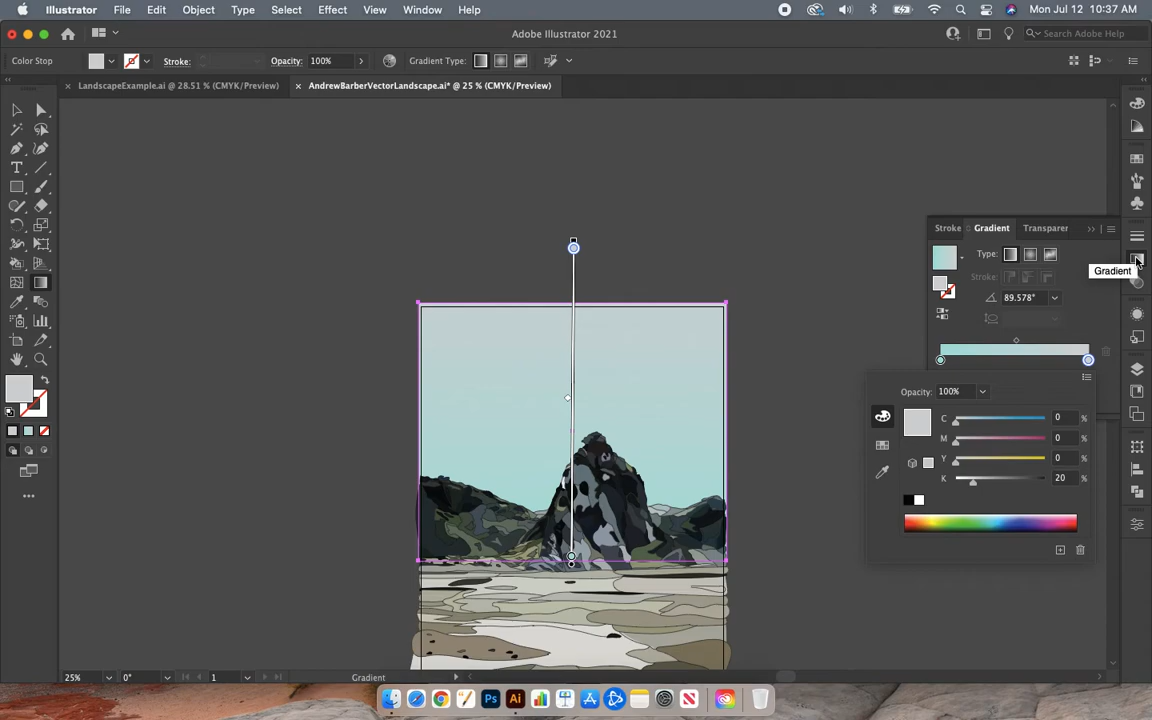 Illustrator File Edit Object Type Select Effect View Window Help Mon Jul 12 10:37 AM
Adobe Illustrator 2021 Search Adobe Help
Color Stop Stroke: Opacity: 100% Gradient Type:
LandscapeExample.ai @ 28.51 % (CMYK/Preview) AndrewBarberVectorLandscape.ai* @ 25 % (CMYK/Preview)
Stroke Gradient Transparer
Type:
Gradient
Stroke:
89.578°
Opacity: 100%
C 0 %
M 0 %
Y 0 %
K 20 %
25% 0° 1 Gradient
Ps Ai